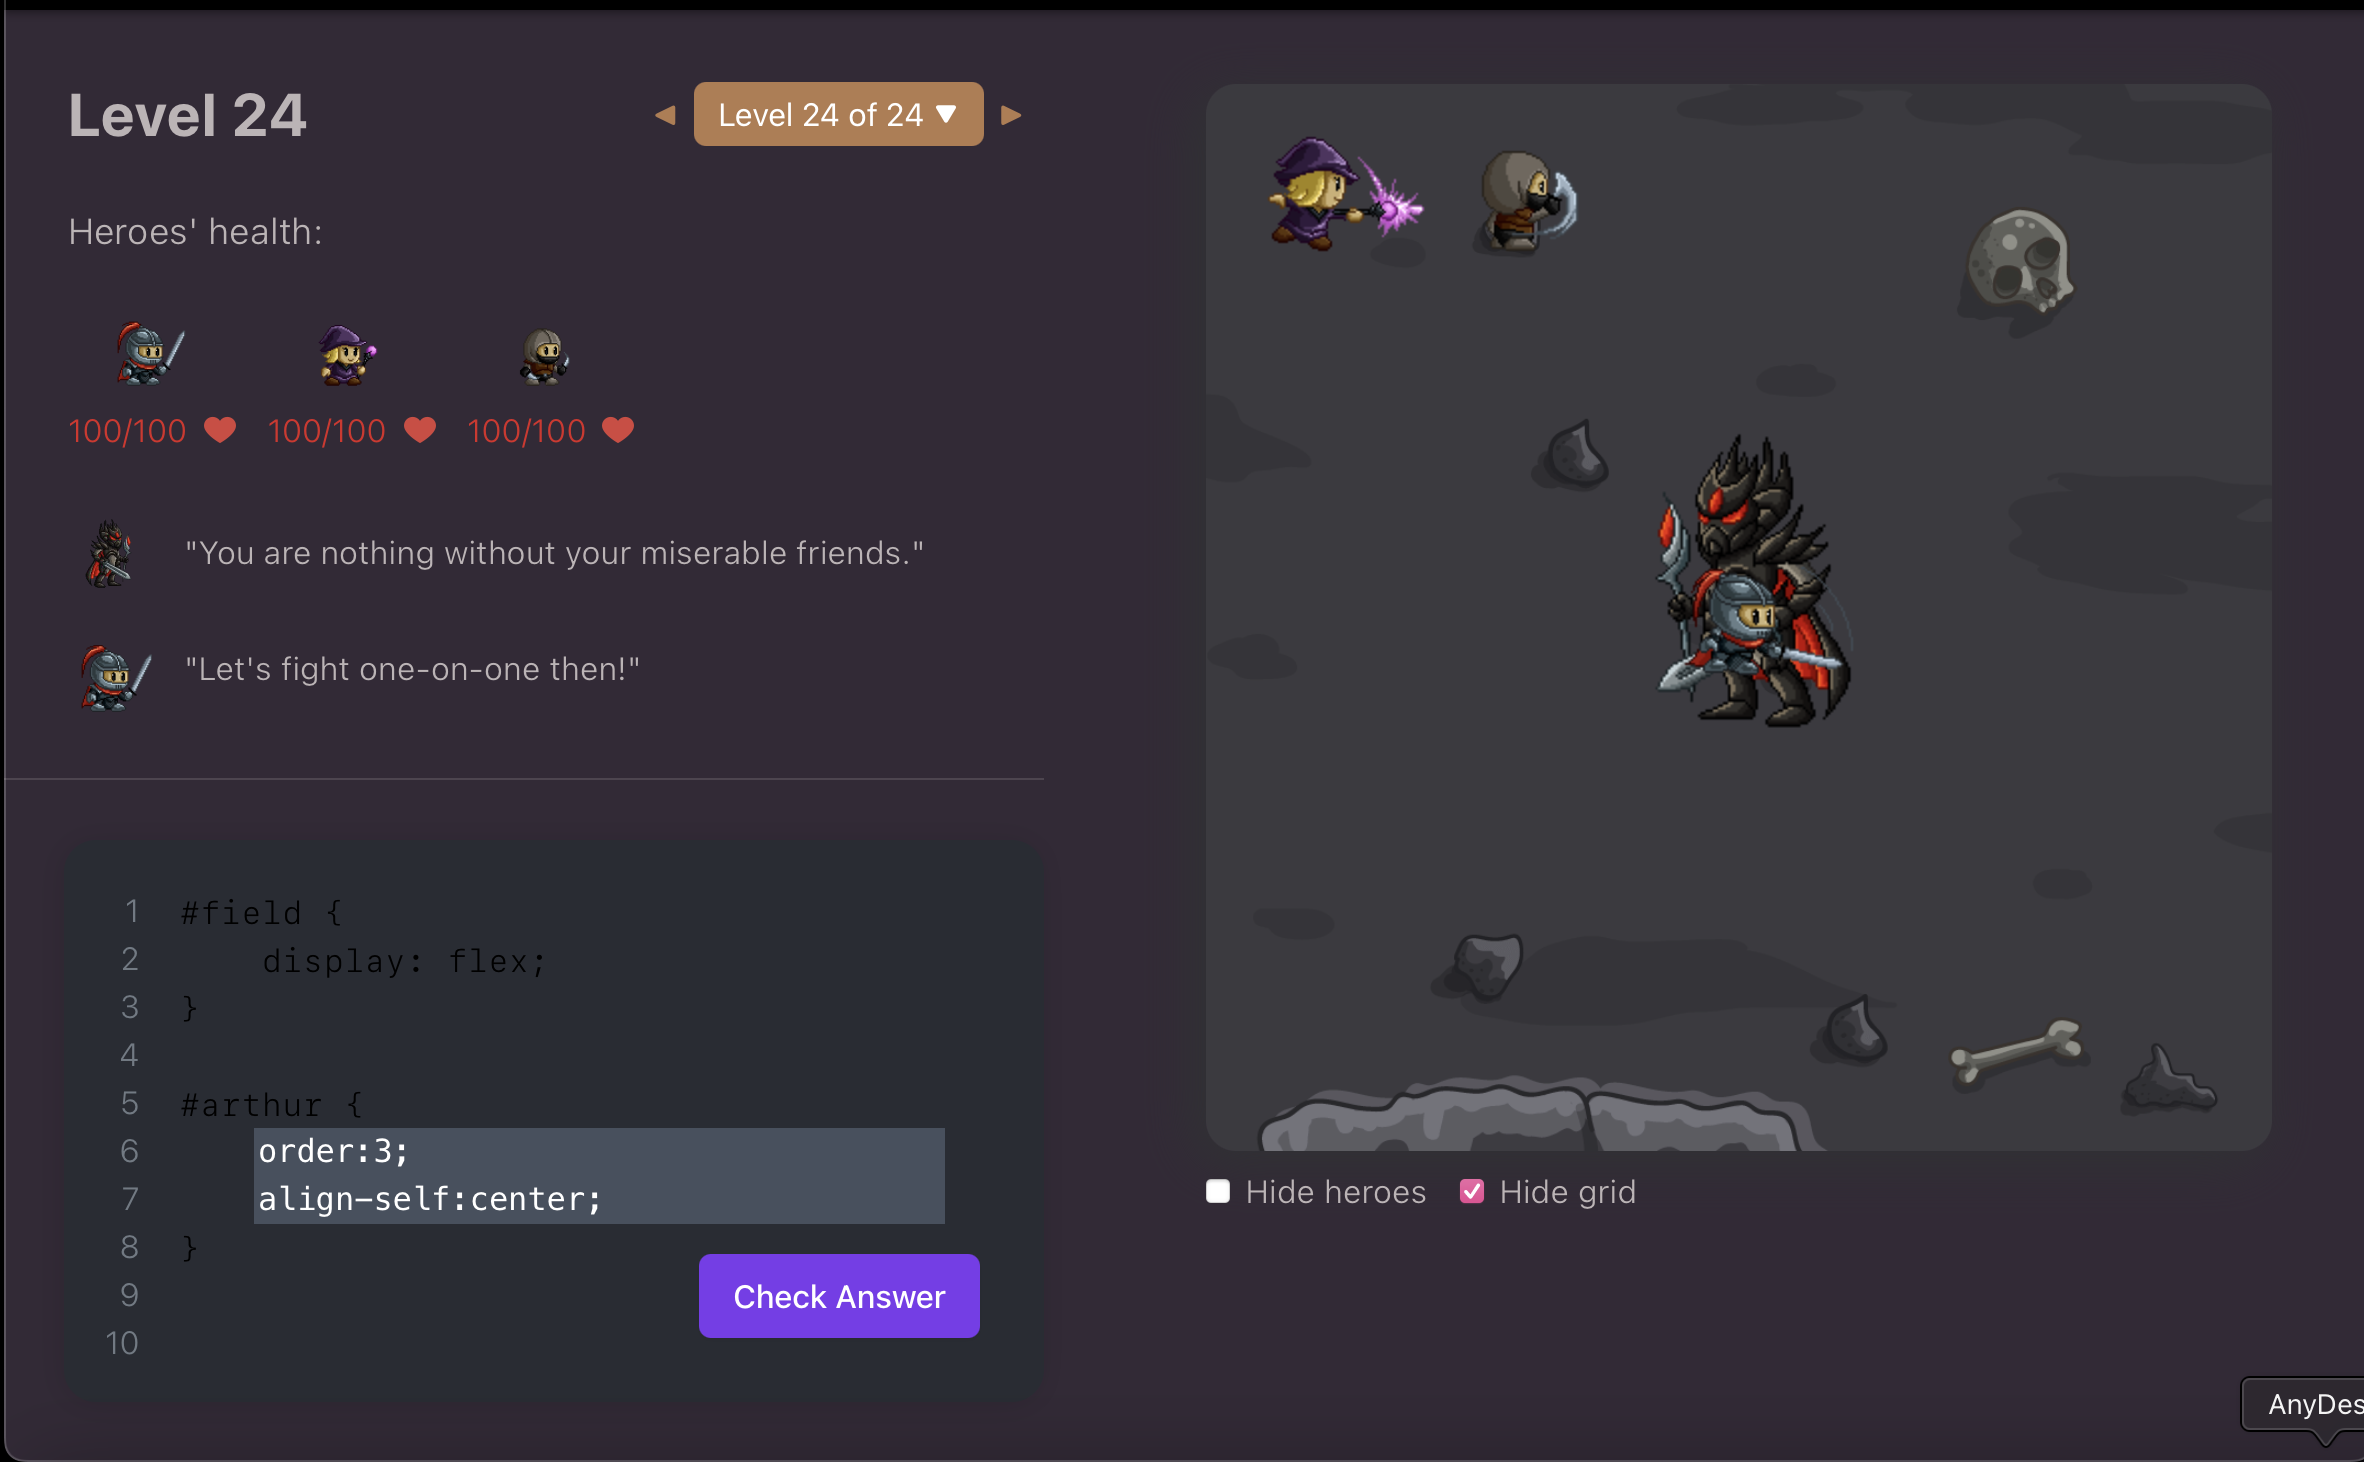 Level 24
Level 24 of 24
Heroes' health:
100/100
100/100
100/100
"You are nothing without your miserable friends."
"Let's fight one-on-one then!"
1 #field {
2 display: flex;
3 }
4
5 #arthur {
6 order:3;
7 align-self:center;
8 }
9
10
Check Answer
Hide heroes
Hide grid
AnyDes